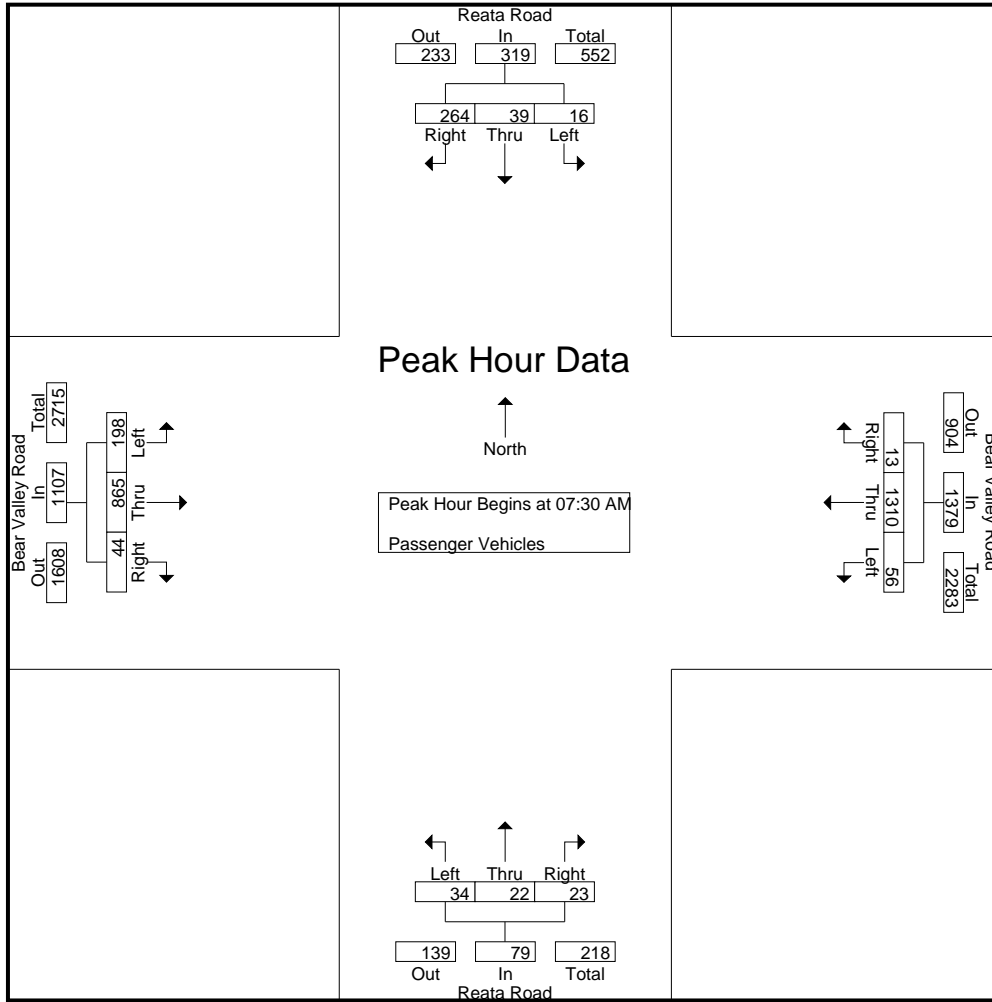 Reata Road
Out In Total
233 319 552
264 39 16
Right Thru Left
Peak Hour Data
North
Peak Hour Begins at 07:30 AM
Passenger Vehicles
Bear Valley Road
Out In Total
1608 1107 2715
44 865 198
Right Thru Left
Bear Valley Road
Out In Total
904 1379 2283
13 1310 56
Right Thru Left
Left Thru Right
34 22 23
139 79 218
Out In Total
Reata Road